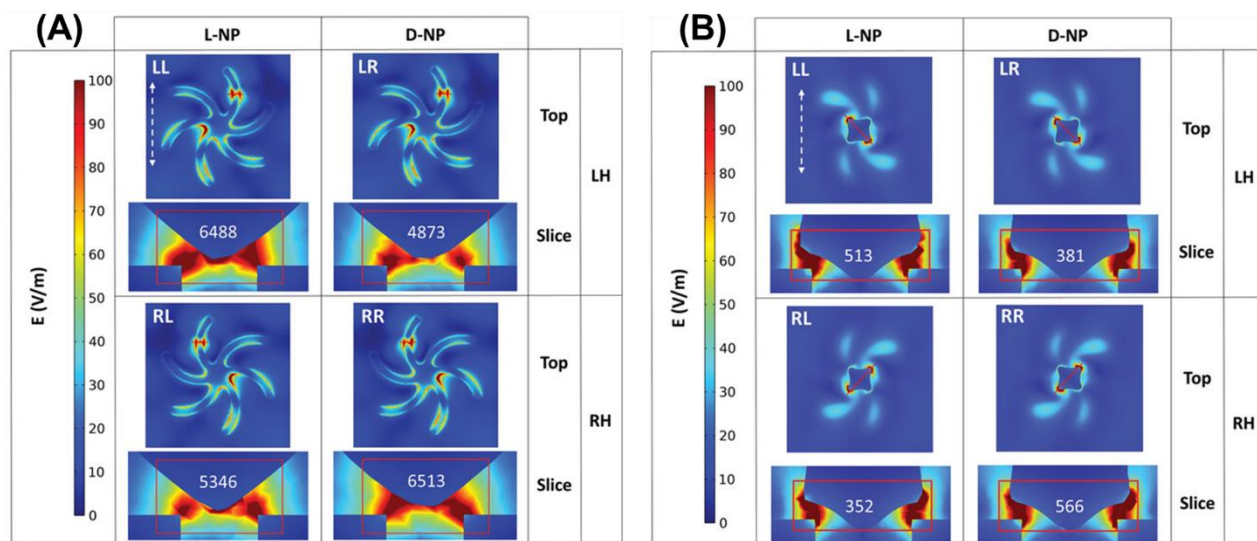 (A)
L-NP D-NP
100
90
80
70
60
50
40
30
20
10
0
E (V/m)
LL LR Top
LH
6488 4873 Slice
RL RR Top
RH
5346 6513 Slice
(B)
L-NP D-NP
100
90
80
70
60
50
40
30
20
10
0
E (V/m)
LL LR Top
LH
513 381 Slice
RL RR Top
RH
352 566 Slice